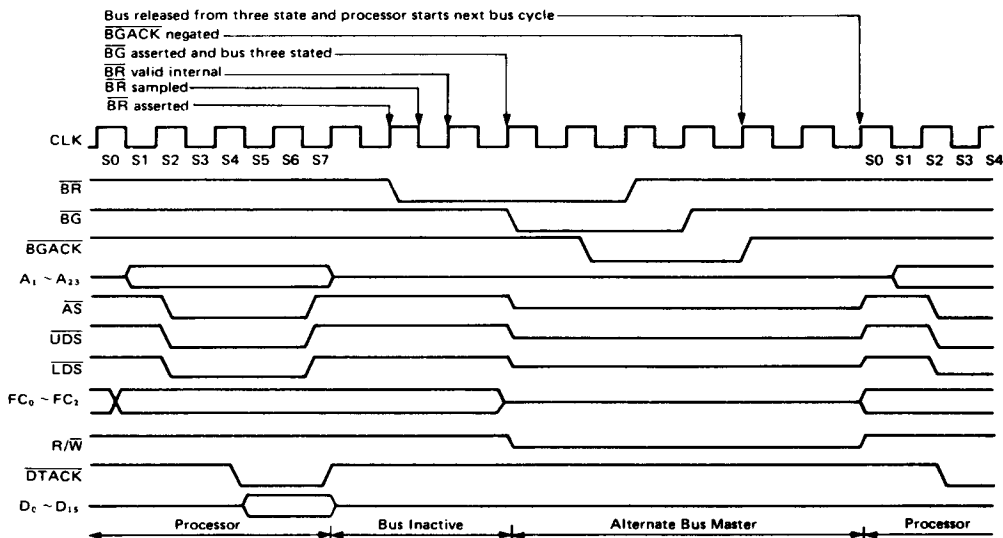 Bus released from three state and processor starts next bus cycle
BGACK negated
BG asserted and bus three stated
BR valid internal
BR sampled
BR asserted
CLK
S0 S1 S2 S3 S4 S5 S6 S7 S0 S1 S2 S3 S4
BR
BG
BGACK
A₁ ~ A₂₃
AS
UDS
LDS
FC₀ ~ FC₂
R/W
DTACK
D₀ ~ D₁₅
Processor Bus Inactive Alternate Bus Master Processor